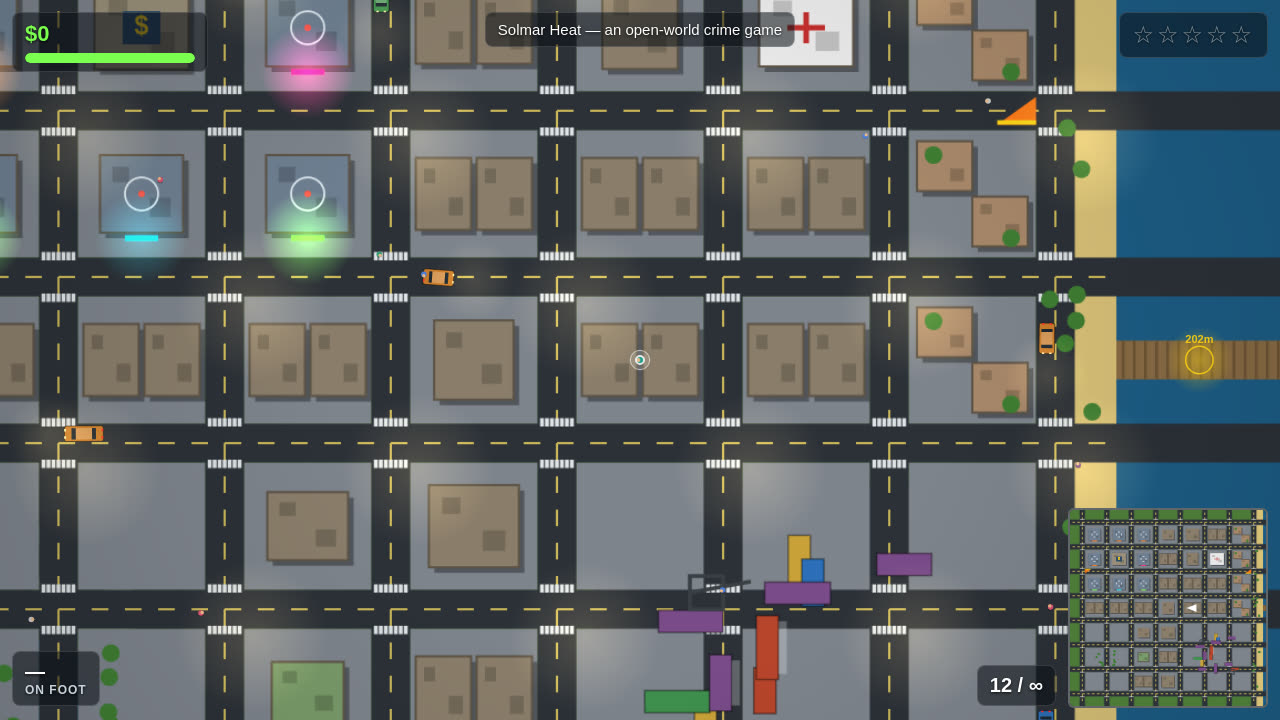 $0
$
Solmar Heat — an open-world crime game
☆☆☆☆☆
202m
—
ON FOOT
12 / ∞